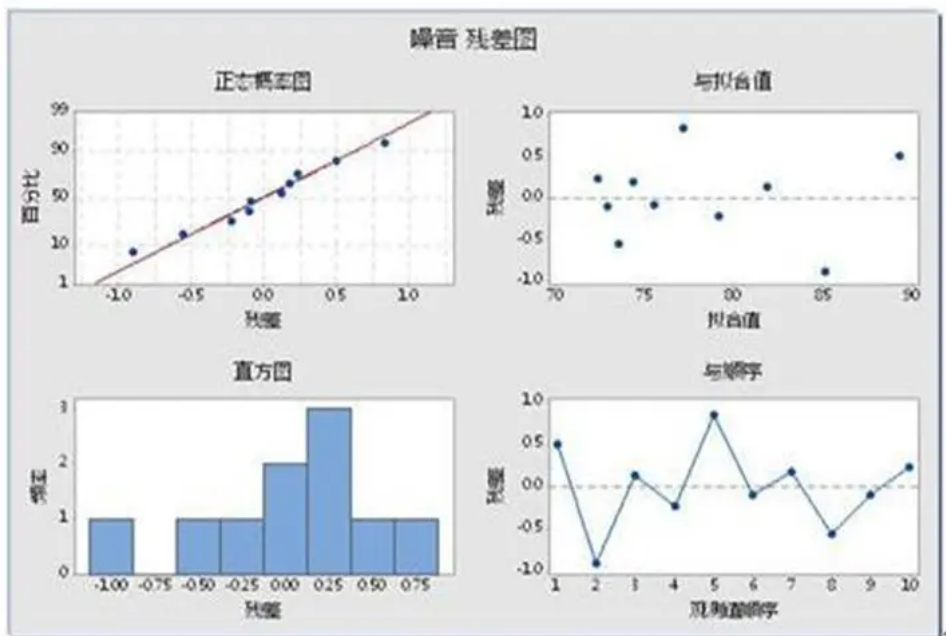 噪音 残差图
正态概率图
99
90
50
10
1
百分比
-1.0 -0.5 0.0 0.5 1.0
残差
与拟合值
1.0
0.5
0.0
-0.5
-1.0
残差
70 75 80 85 90
拟合值
直方图
3
2
1
0
频率
-1.00 -0.75 -0.50 -0.25 0.00 0.25 0.50 0.75
残差
与顺序
1.0
0.5
0.0
-0.5
-1.0
残差
1 2 3 4 5 6 7 8 9 10
观测值顺序